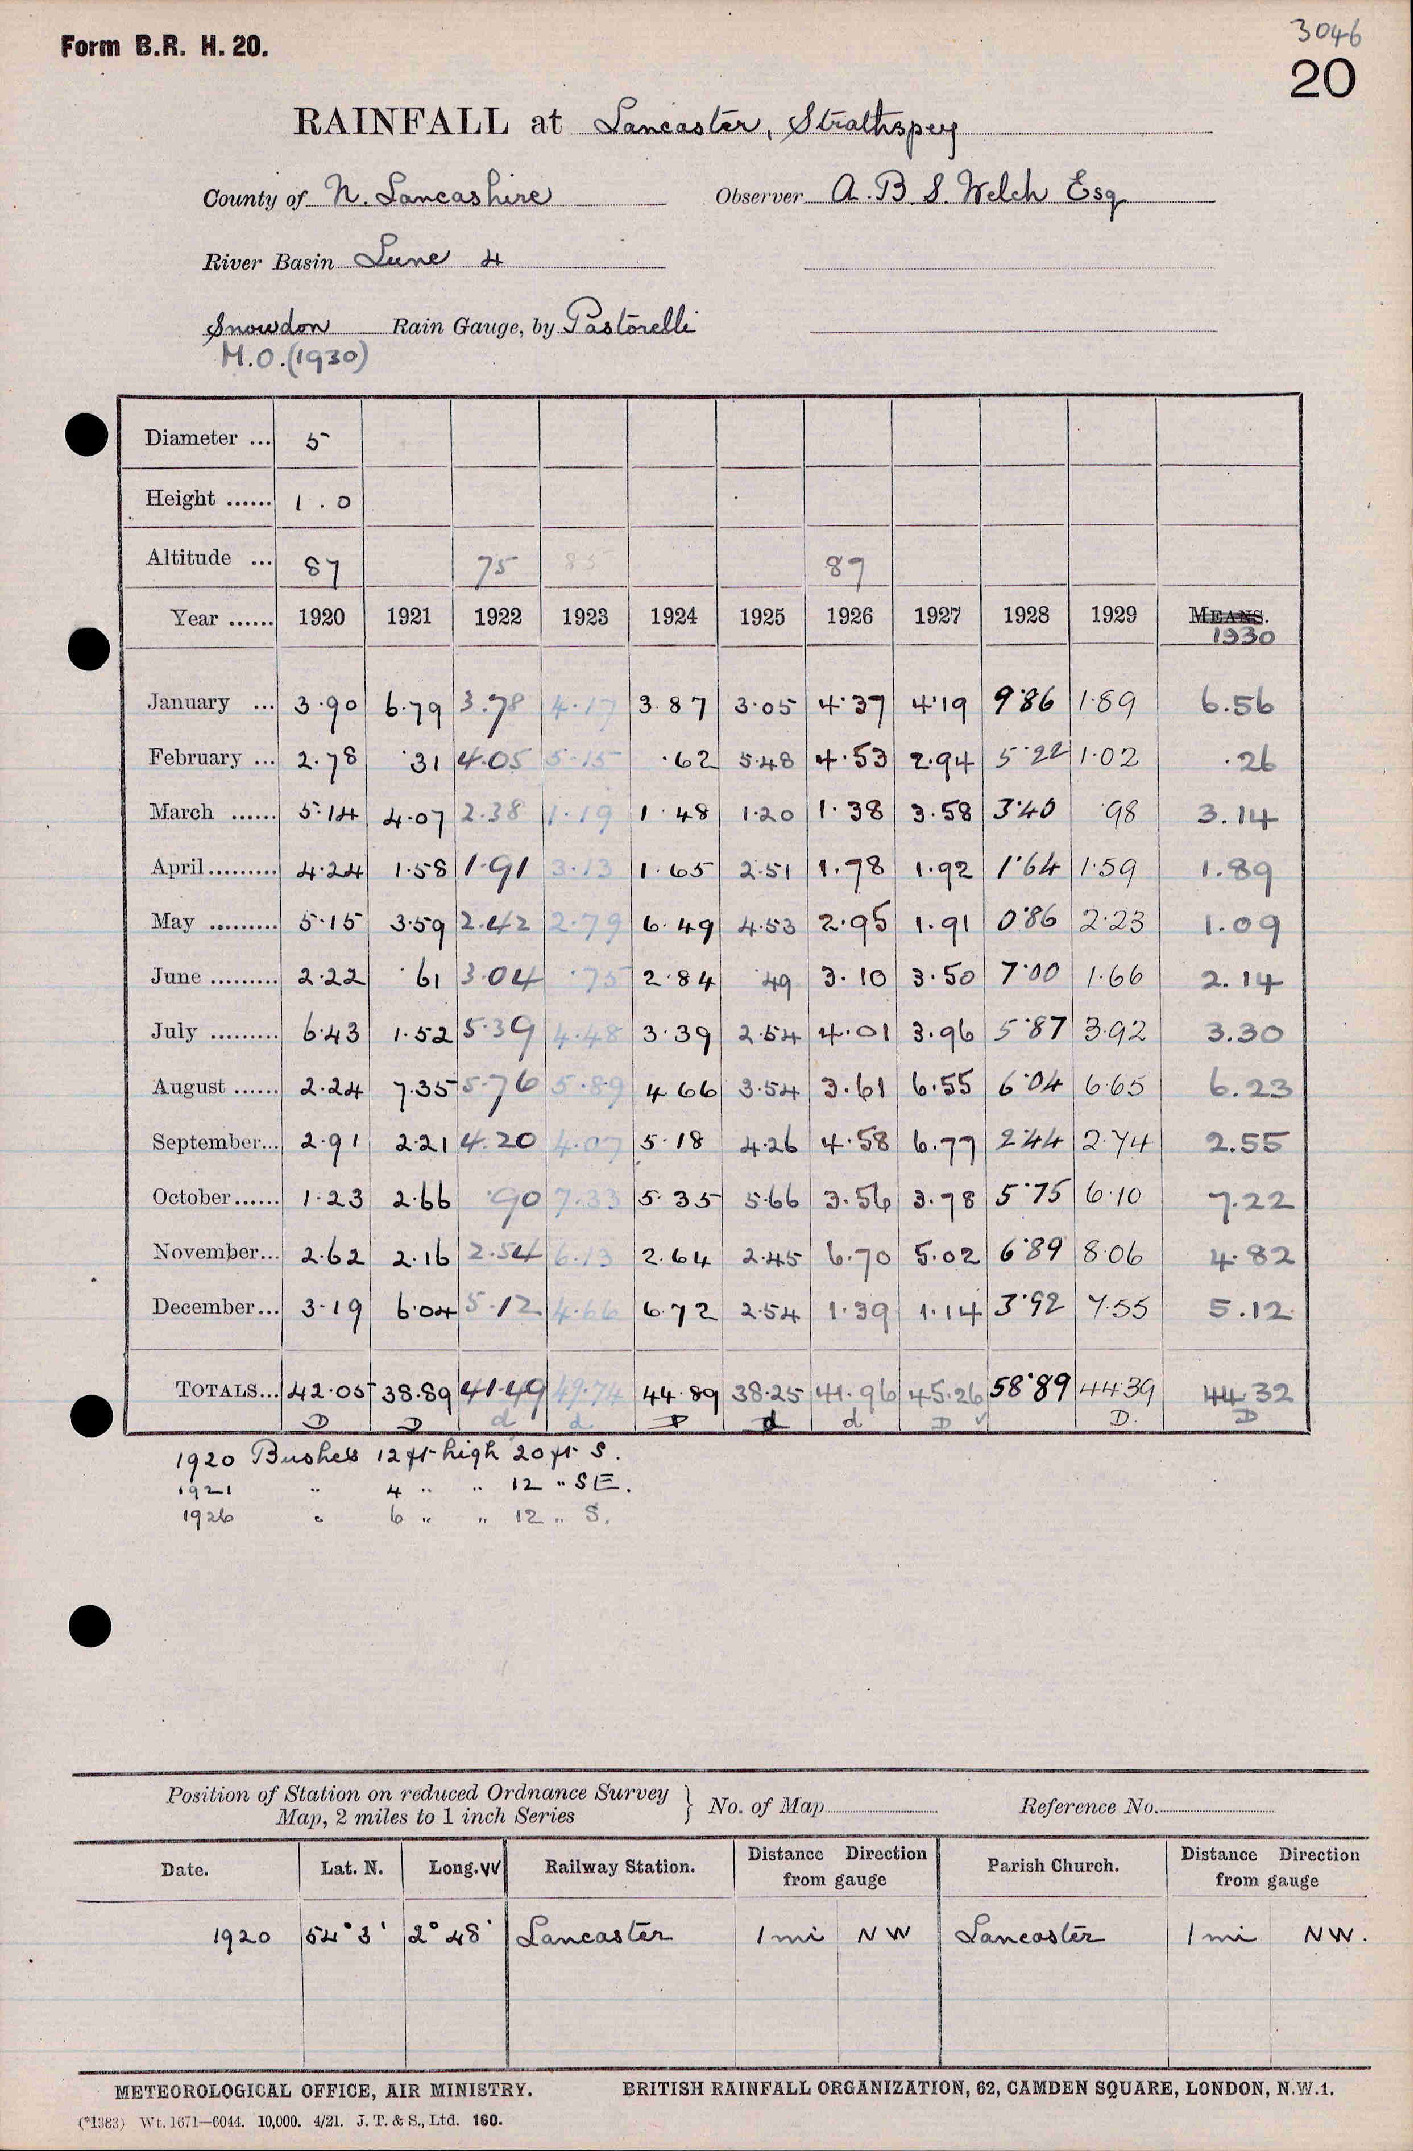 3046
Form B.R. H. 20.
20
RAINFALL at Lancaster, Strathspey
County of N. Lancashire Observer A. B. S. Welch Esq
River Basin Lune 4
Snowdon Rain Gauge, by Pastorelli
M.O. (1930)
Diameter ... 5
Height ...... 1 . 0
Altitude ... 87 75 85 87
Year ...... 1920 1921 1922 1923 1924 1925 1926 1927 1928 1929 MEANS.
1930
January ... 3·90 6·79 3·78 4·17 3·87 3·05 4·37 4·19 9·86 1·89 6.56
February ... 2·78 ·31 4·05 5·15 ·62 5·48 4·53 2·94 5·22 1·02 ·26
March ...... 5·14 4·07 2·38 1·19 1·48 1·20 1·38 3·58 3·40 ·98 3.14
April ......... 4·24 1·58 1·91 3·13 1·65 2·51 1·78 1·92 1·64 1·59 1.89
May ......... 5·15 3·59 2·42 2·79 6·49 4·53 2·95 1·91 0·86 2·23 1.09
June ......... 2·22 ·61 3·04 ·75 2·84 ·49 3·10 3·50 7·00 1·66 2.14
July ......... 6·43 1·52 5·39 4·48 3·39 2·54 4·01 3·96 5·87 3·92 3.30
August ...... 2·24 7·35 5·76 5·89 4·66 3·54 3·61 6·55 6·04 6·65 6.23
September... 2·91 2·21 4·20 4·07 5·18 4·26 4·58 6·77 2·44 2·74 2.55
October...... 1·23 2·66 ·90 7·33 5·35 5·66 3·56 3·78 5·75 6·10 7.22
November... 2·62 2·16 2·54 6·13 2·64 2·45 6·70 5·02 6·89 8·06 4.82
December... 3·19 6·04 5·12 4·66 6·72 2·54 1·39 1·14 3·92 7·55 5.12
TOTALS... 42·05 38·89 41·49 49·74 44·89 38·25 41·96 45·26 58·89 44·39 44.32
D D d d D d d D ✓ D. D
1920 Bushes 12 ft high 20 ft S.
1921 " 4 " " 12 " SE.
1926 " 6 " " 12 " S.
Position of Station on reduced Ordnance Survey
Map, 2 miles to 1 inch Series } No. of Map Reference No.
Date. Lat. N. Long. W Railway Station. Distance Direction from gauge Parish Church. Distance Direction from gauge
1920 54° 3' 2° 48' Lancaster 1 mi NW Lancaster 1 mi NW.
METEOROLOGICAL OFFICE, AIR MINISTRY. BRITISH RAINFALL ORGANIZATION, 62, CAMDEN SQUARE, LONDON, N.W.1.
(*1383) Wt. 1671—6044. 10,000. 4/21. J. T. & S., Ltd. 160.